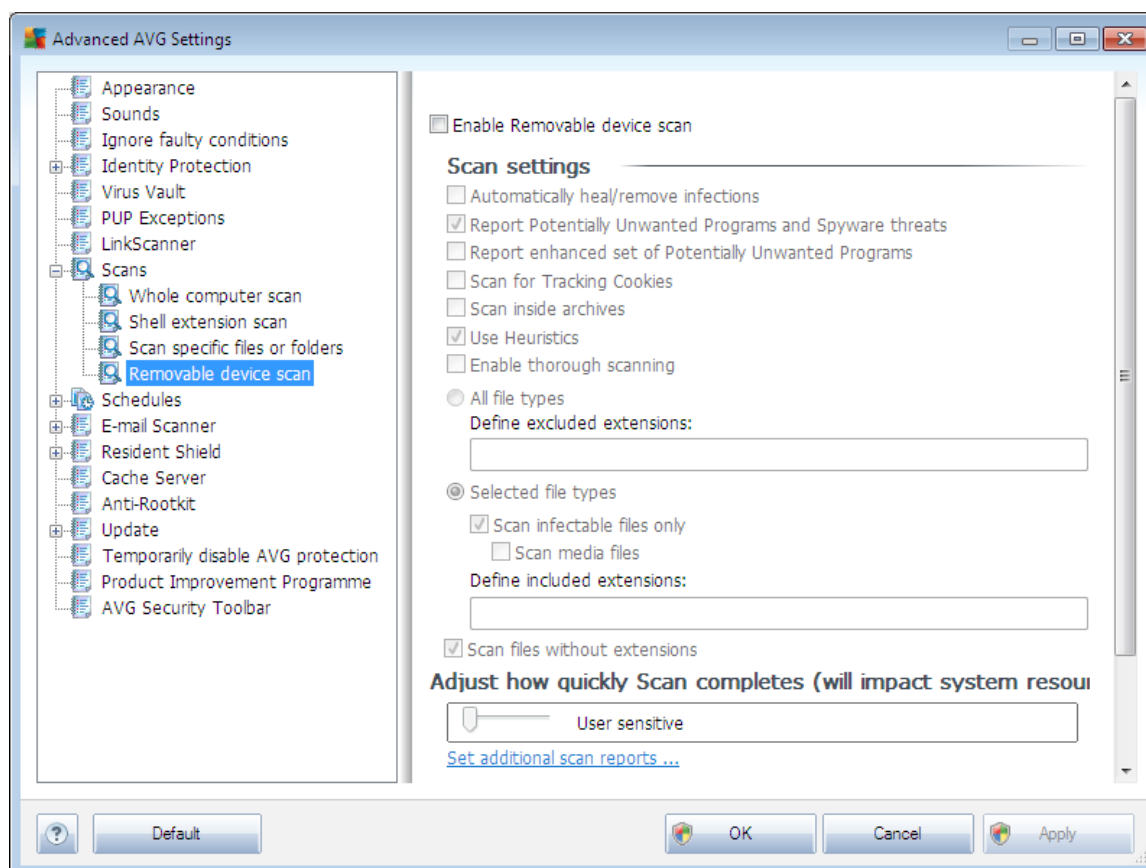 Advanced AVG Settings
Appearance
Sounds
Ignore faulty conditions
Identity Protection
Virus Vault
PUP Exceptions
LinkScanner
Scans
Whole computer scan
Shell extension scan
Scan specific files or folders
Removable device scan
Schedules
E-mail Scanner
Resident Shield
Cache Server
Anti-Rootkit
Update
Temporarily disable AVG protection
Product Improvement Programme
AVG Security Toolbar
Enable Removable device scan
Scan settings
Automatically heal/remove infections
Report Potentially Unwanted Programs and Spyware threats
Report enhanced set of Potentially Unwanted Programs
Scan for Tracking Cookies
Scan inside archives
Use Heuristics
Enable thorough scanning
All file types
Define excluded extensions:
Selected file types
Scan infectable files only
Scan media files
Define included extensions:
Scan files without extensions
Adjust how quickly Scan completes (will impact system resour
User sensitive
Set additional scan reports ...
?
Default
OK
Cancel
Apply